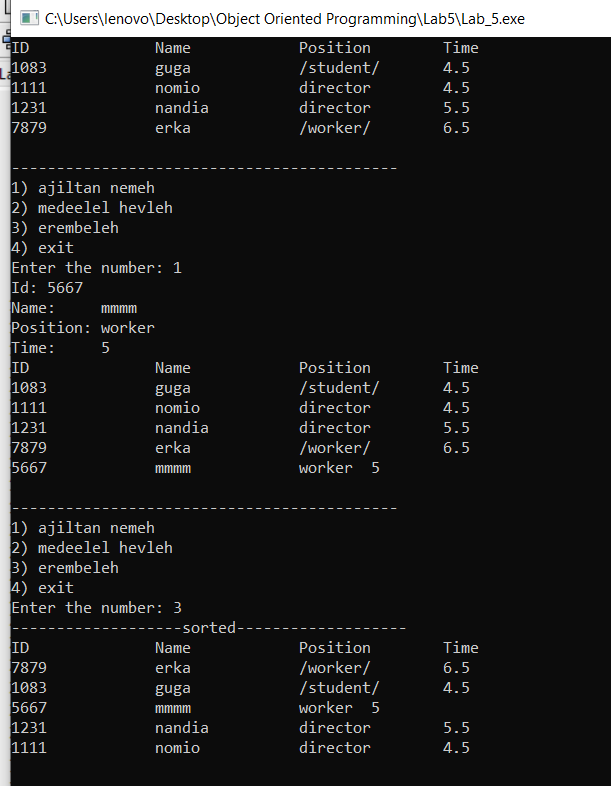 C:\Users\lenovo\Desktop\Object Oriented Programming\Lab5\Lab_5.exe
ID Name Position Time
1083 guga /student/ 4.5
1111 nomio director 4.5
1231 nandia director 5.5
7879 erka /worker/ 6.5
-------------------------------------------
1) ajiltan nemeh
2) medeelel hevleh
3) erembeleh
4) exit
Enter the number: 1
Id: 5667
Name: mmmm
Position: worker
Time: 5
ID Name Position Time
1083 guga /student/ 4.5
1111 nomio director 4.5
1231 nandia director 5.5
7879 erka /worker/ 6.5
5667 mmmm worker 5
-------------------------------------------
1) ajiltan nemeh
2) medeelel hevleh
3) erembeleh
4) exit
Enter the number: 3
-------------------sorted-------------------
ID Name Position Time
7879 erka /worker/ 6.5
1083 guga /student/ 4.5
5667 mmmm worker 5
1231 nandia director 5.5
1111 nomio director 4.5